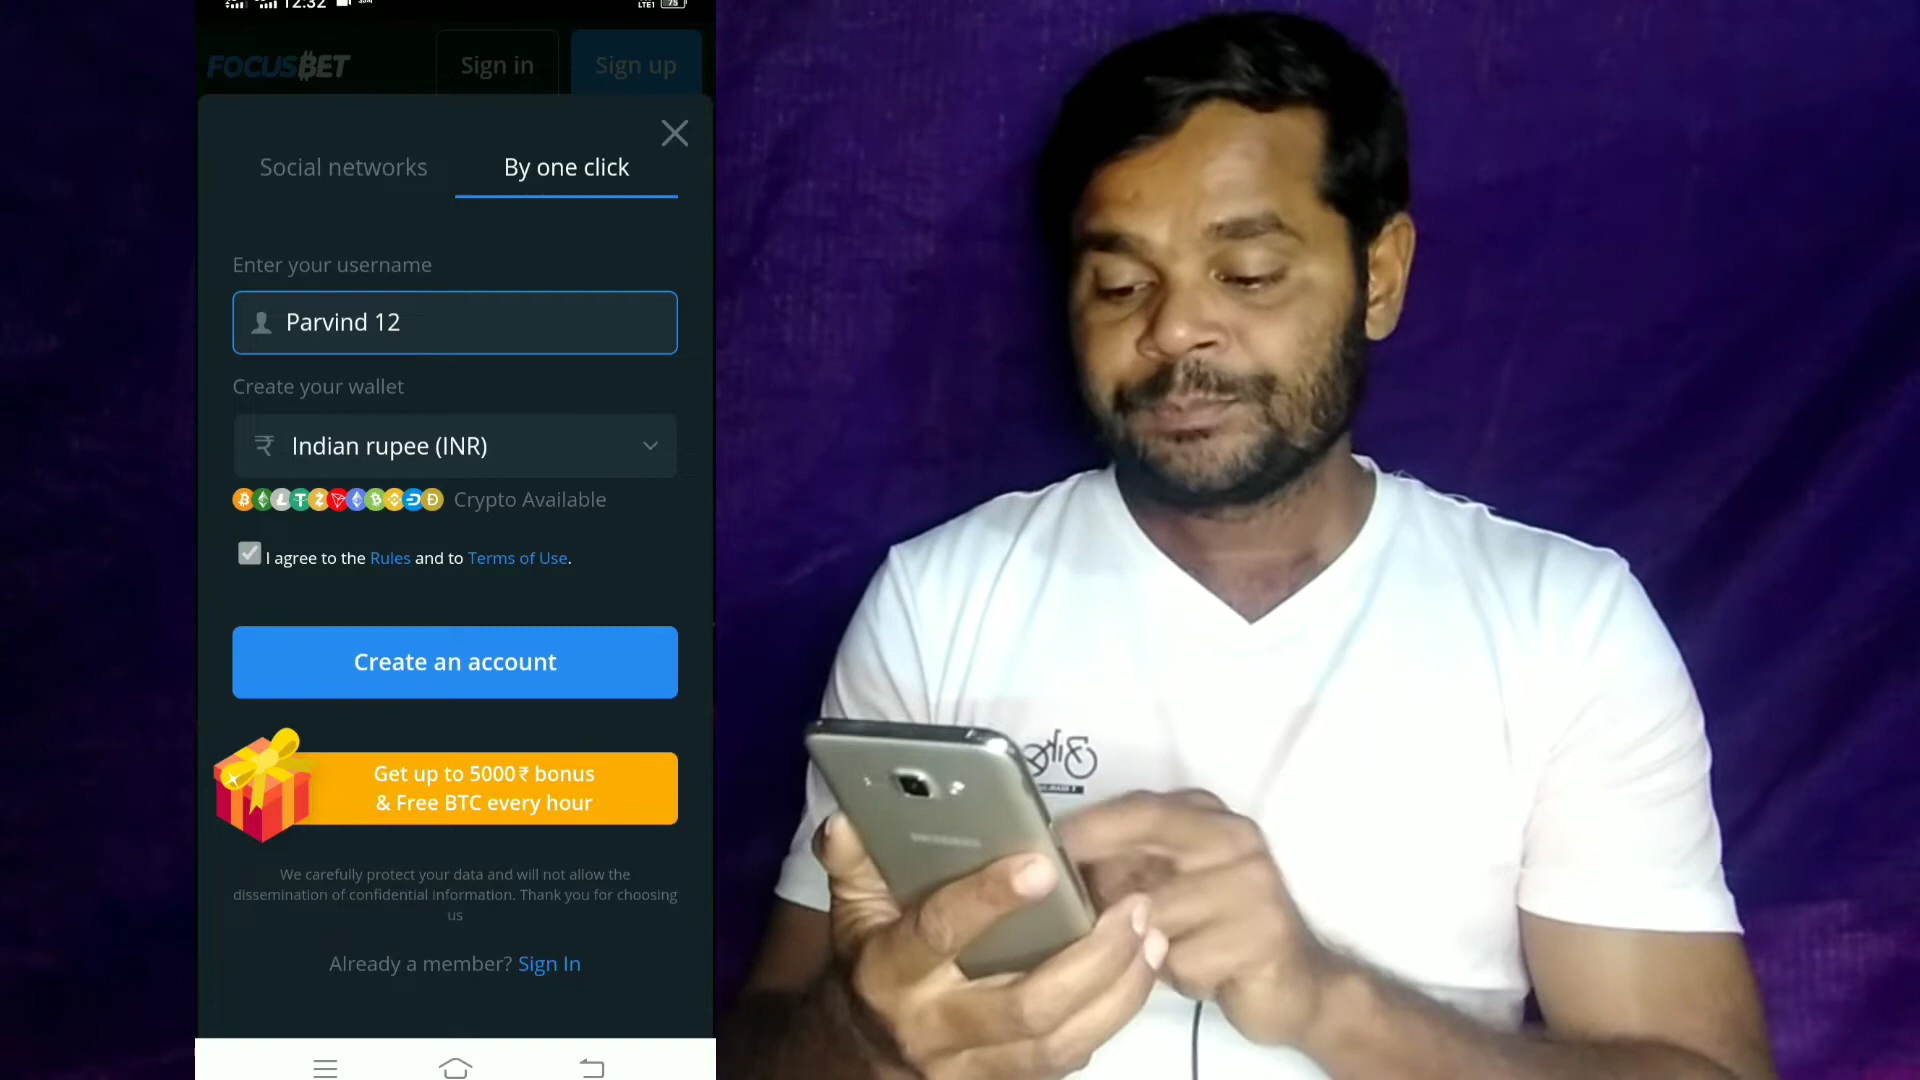 12:32
LTE1 75
FOCUSBET
Sign in
Sign up
Social networks
By one click
Enter your username
Parvind 12
Create your wallet
₹ Indian rupee (INR)
Crypto Available
I agree to the Rules and to Terms of Use.
Create an account
Get up to 5000₹ bonus
& Free BTC every hour
We carefully protect your data and will not allow the
dissemination of confidential information. Thank you for choosing
us
Already a member? Sign In